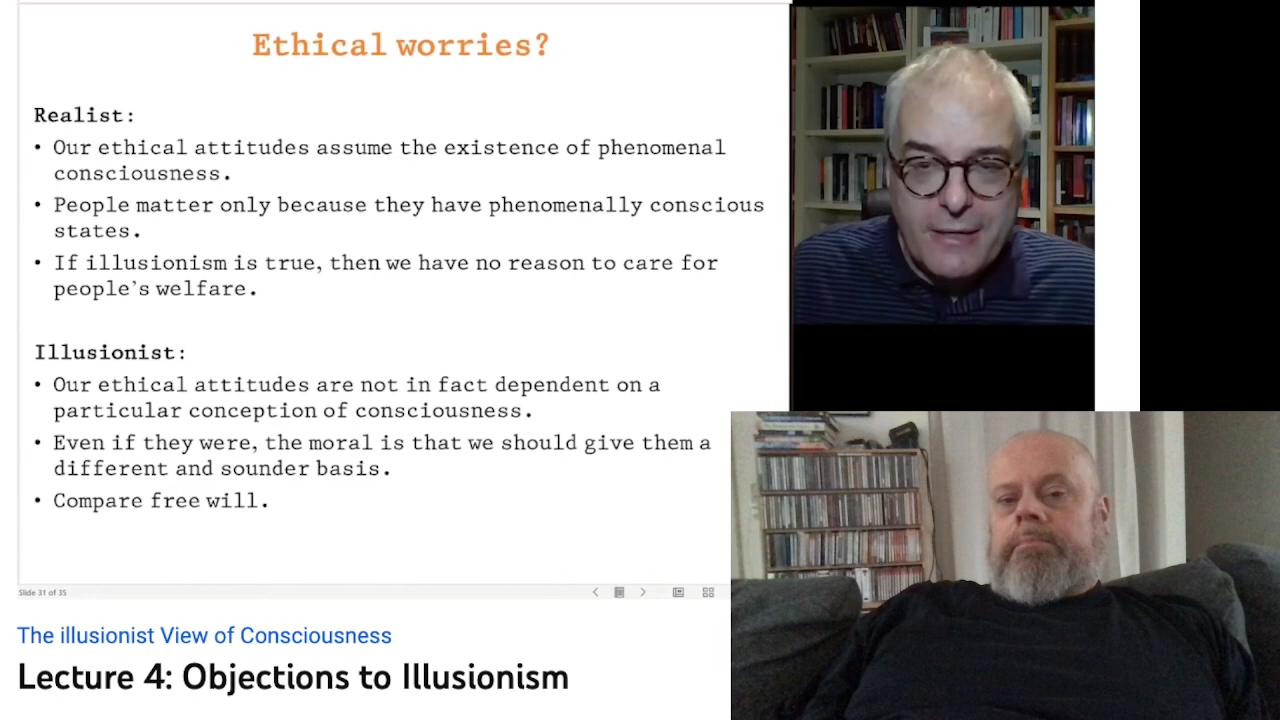 Ethical worries?
Realist:
• Our ethical attitudes assume the existence of phenomenal
consciousness.
• People matter only because they have phenomenally conscious
states.
• If illusionism is true, then we have no reason to care for
people's welfare.
Illusionist:
• Our ethical attitudes are not in fact dependent on a
particular conception of consciousness.
• Even if they were, the moral is that we should give them a
different and sounder basis.
• Compare free will.
Slide 31 of 35
The illusionist View of Consciousness
Lecture 4: Objections to Illusionism